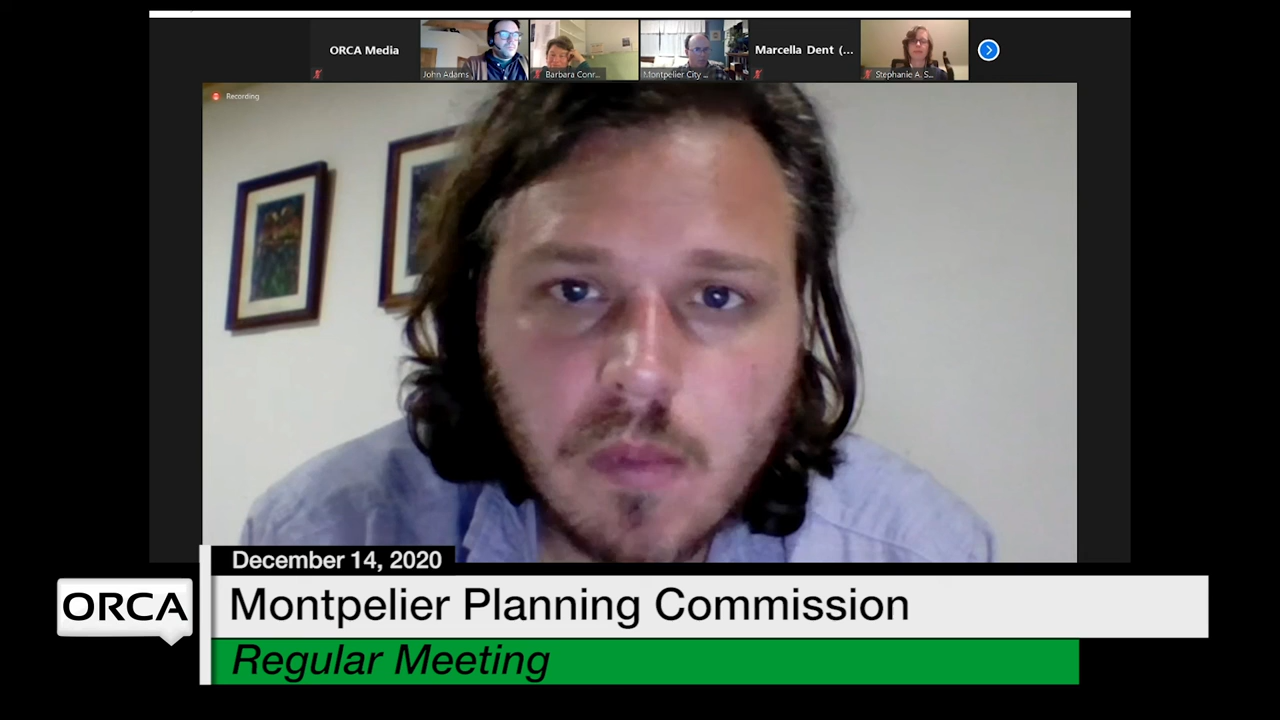 ORCA Media
John Adams
Barbara Conr...
Montpelier City ...
Marcella Dent (...
Stephanie A. S...
Recording
December 14, 2020
ORCA
Montpelier Planning Commission
Regular Meeting